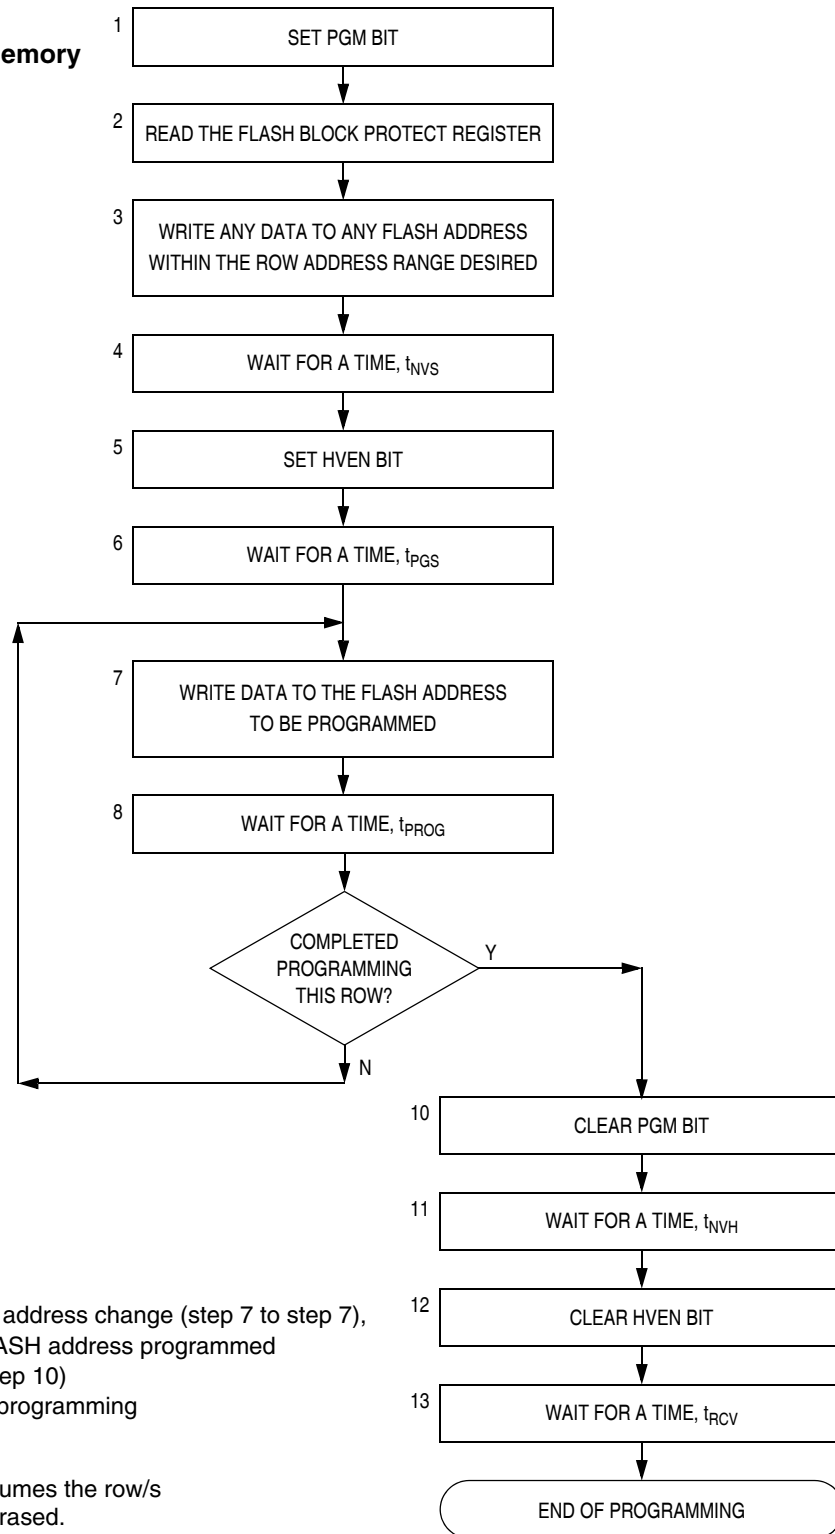 1
SET PGM BIT
emory
2
READ THE FLASH BLOCK PROTECT REGISTER
3
WRITE ANY DATA TO ANY FLASH ADDRESS
WITHIN THE ROW ADDRESS RANGE DESIRED
4
WAIT FOR A TIME, tNVS
5
SET HVEN BIT
6
WAIT FOR A TIME, tPGS
7
WRITE DATA TO THE FLASH ADDRESS
TO BE PROGRAMMED
8
WAIT FOR A TIME, tPROG
COMPLETED
PROGRAMMING
THIS ROW?
Y
N
10
CLEAR PGM BIT
11
WAIT FOR A TIME, tNVH
12
CLEAR HVEN BIT
13
WAIT FOR A TIME, tRCV
END OF PROGRAMMING
address change (step 7 to step 7),
ASH address programmed
ep 10)
programming
umes the row/s
rased.